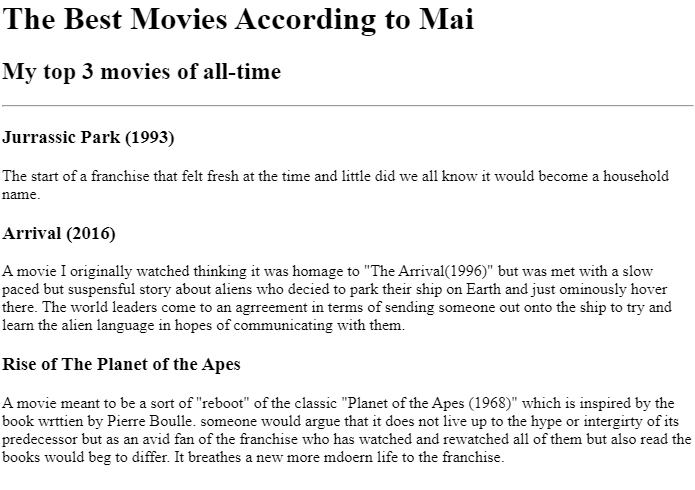 The Best Movies According to Mai
My top 3 movies of all-time
Jurrassic Park (1993)
The start of a franchise that felt fresh at the time and little did we all know it would become a household
name.
Arrival (2016)
A movie I originally watched thinking it was homage to "The Arrival(1996)" but was met with a slow
paced but suspensful story about aliens who decied to park their ship on Earth and just ominously hover
there. The world leaders come to an agrreement in terms of sending someone out onto the ship to try and
learn the alien language in hopes of communicating with them.
Rise of The Planet of the Apes
A movie meant to be a sort of "reboot" of the classic "Planet of the Apes (1968)" which is inspired by the
book wrttien by Pierre Boulle. someone would argue that it does not live up to the hype or intergirty of its
predecessor but as an avid fan of the franchise who has watched and rewatched all of them but also read the
books would beg to differ. It breathes a new more mdoern life to the franchise.